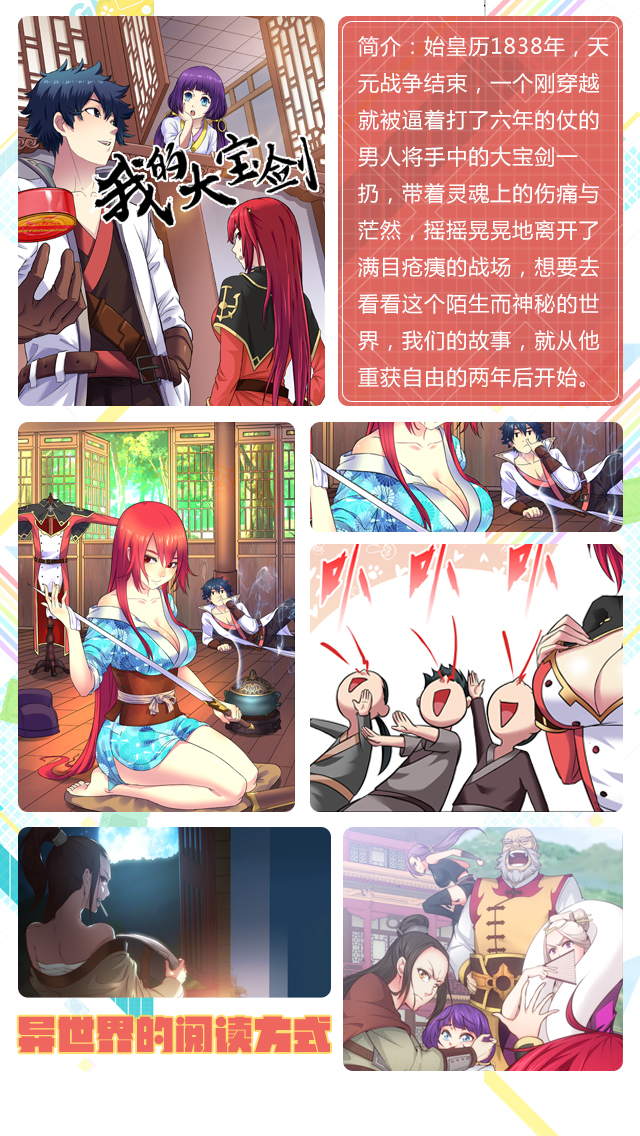 我的大宝剑
简介：始皇历1838年，天
元战争结束，一个刚穿越
就被逼着打了六年的仗的
男人将手中的大宝剑一
扔，带着灵魂上的伤痛与
茫然，摇摇晃晃地离开了
满目疮痍的战场，想要去
看看这个陌生而神秘的世
界，我们的故事，就从他
重获自由的两年后开始。
叭 叭 叭
异世界的阅读方式